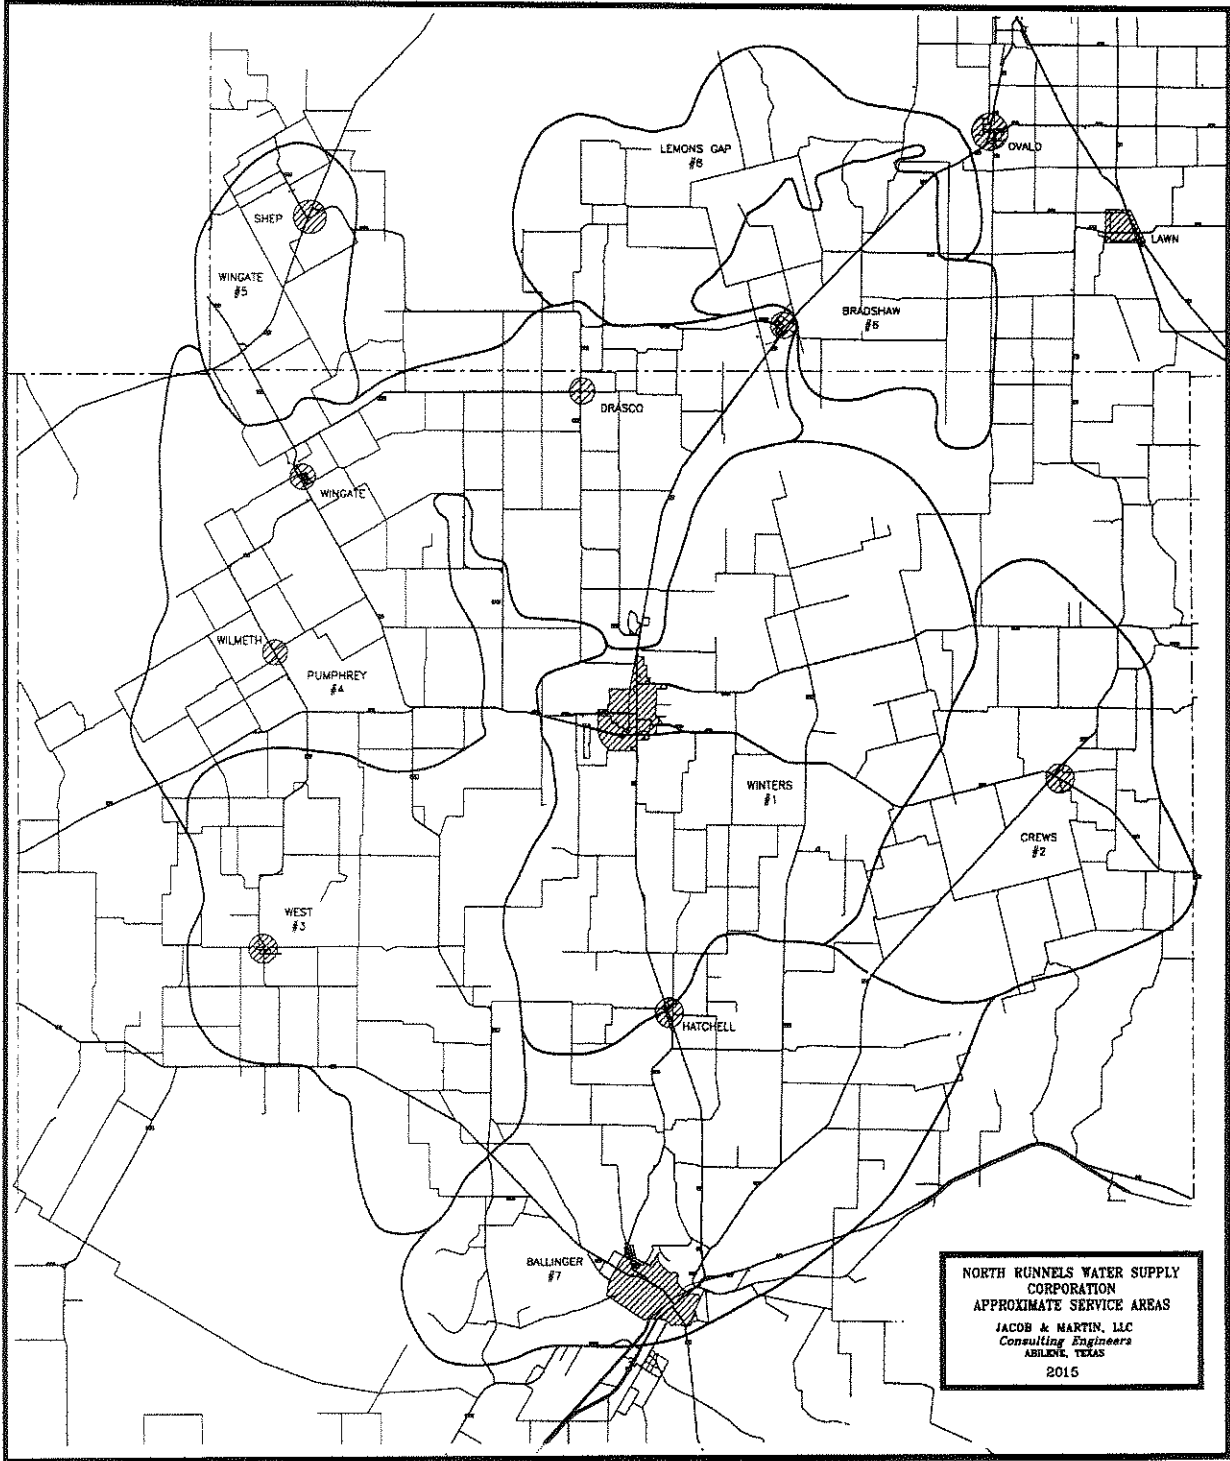 OVALO
LEMONS GAP
#8
SHEP
LAWN
WINGATE
#5
BRADSHAW
#6
DRASCO
WINGATE
WILMETH
PUMPHREY
#4
WINTERS
#1
CREWS
#2
WEST
#3
HATCHELL
BALLINGER
#7
NORTH RUNNELS WATER SUPPLY
CORPORATION
APPROXIMATE SERVICE AREAS
JACOB & MARTIN, LLC
Consulting Engineers
ABILENE, TEXAS
2015